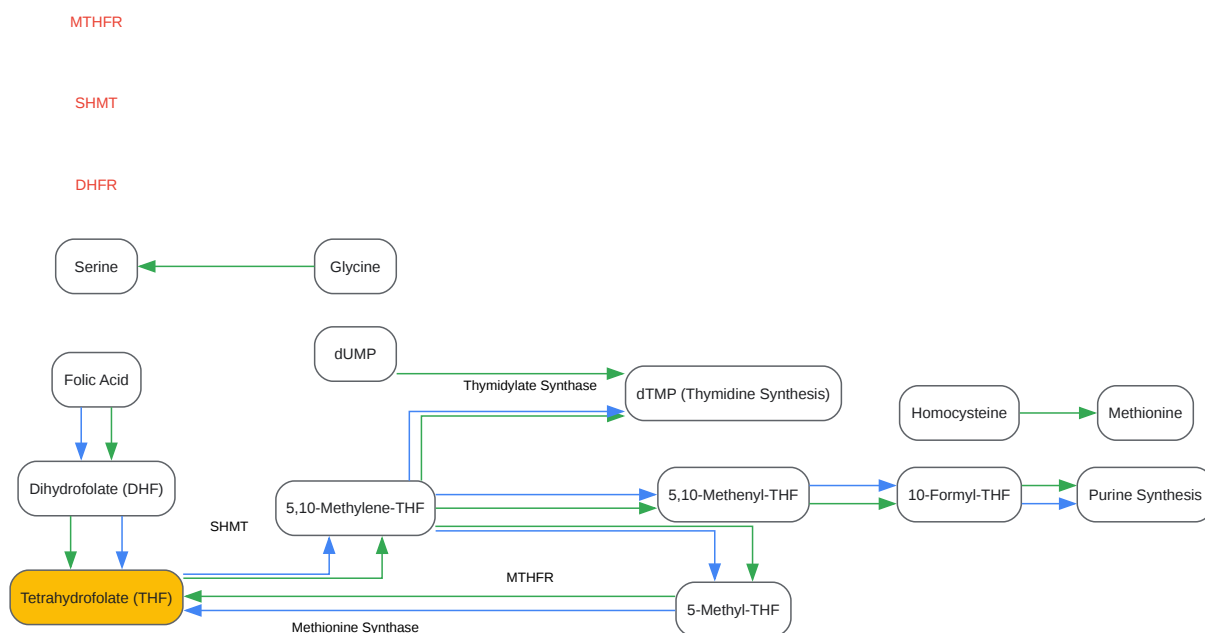 MTHFR
SHMT
DHFR
Serine
Glycine
dUMP
Folic Acid
Thymidylate Synthase
dTMP (Thymidine Synthesis)
Homocysteine
Methionine
Dihydrofolate (DHF)
5,10-Methylene-THF
5,10-Methenyl-THF
10-Formyl-THF
Purine Synthesis
SHMT
MTHFR
Tetrahydrofolate (THF)
5-Methyl-THF
Methionine Synthase